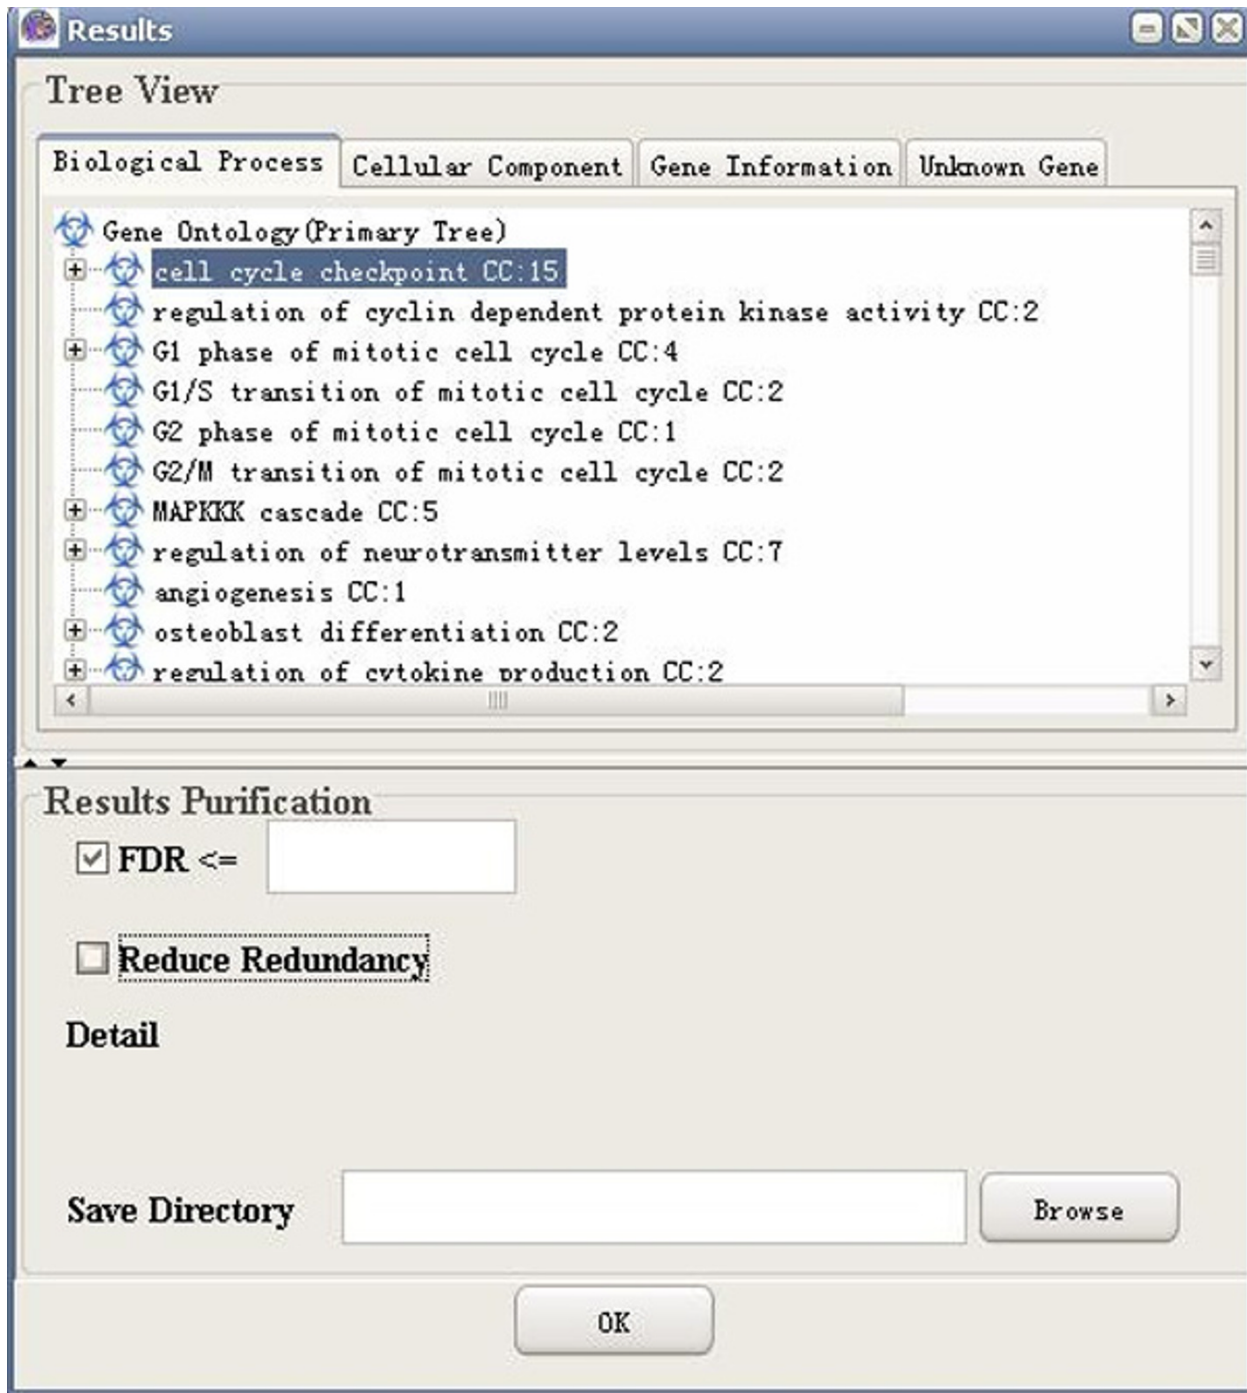 Results
Tree View
Biological Process Cellular Component Gene Information Unknown Gene
Gene Ontology(Primary Tree)
cell cycle checkpoint CC:15
regulation of cyclin dependent protein kinase activity CC:2
G1 phase of mitotic cell cycle CC:4
G1/S transition of mitotic cell cycle CC:2
G2 phase of mitotic cell cycle CC:1
G2/M transition of mitotic cell cycle CC:2
MAPKKK cascade CC:5
regulation of neurotransmitter levels CC:7
angiogenesis CC:1
osteoblast differentiation CC:2
regulation of cytokine production CC:2
Results Purification
FDR <=
Reduce Redundancy
Detail
Save Directory Browse
OK